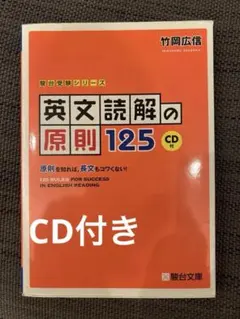 竹岡広信
駿台受験シリーズ
英文読解の
原則125
CD付
原則を知れば、長文もコワくない!
125 RULES FOR SUCCESS
IN ENGLISH READING
CD付き
駿台文庫